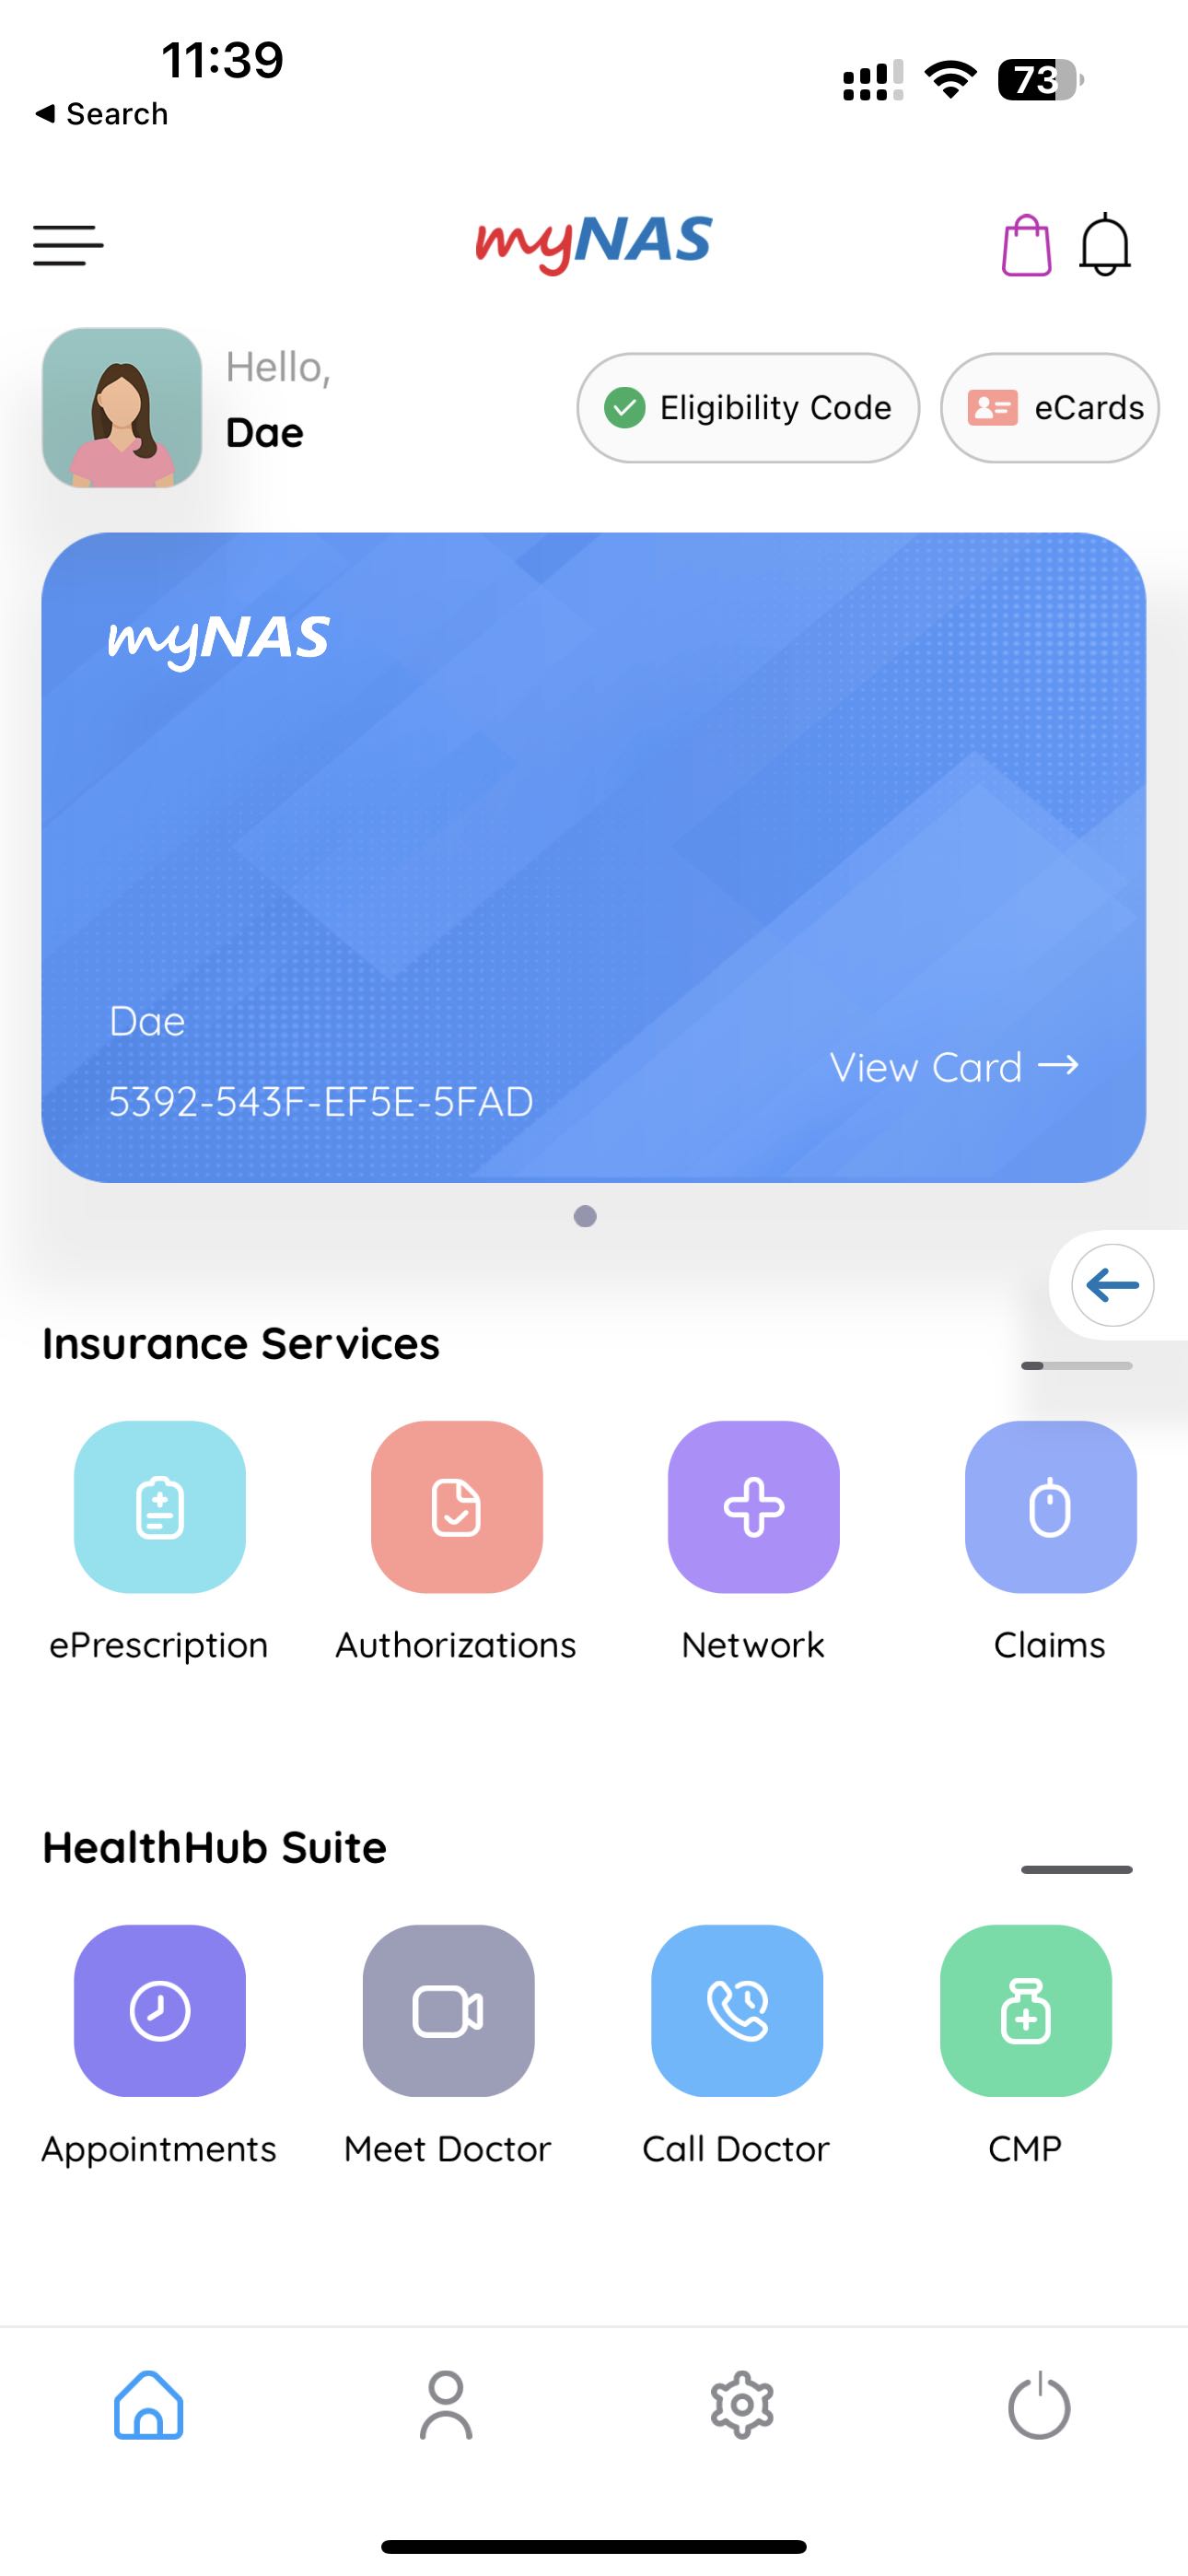 11:39
73
Search
myNAS
Hello,
Dae
Eligibility Code
eCards
myNAS
Dae
5392-543F-EF5E-5FAD
View Card
Insurance Services
ePrescription
Authorizations
Network
Claims
HealthHub Suite
Appointments
Meet Doctor
Call Doctor
CMP